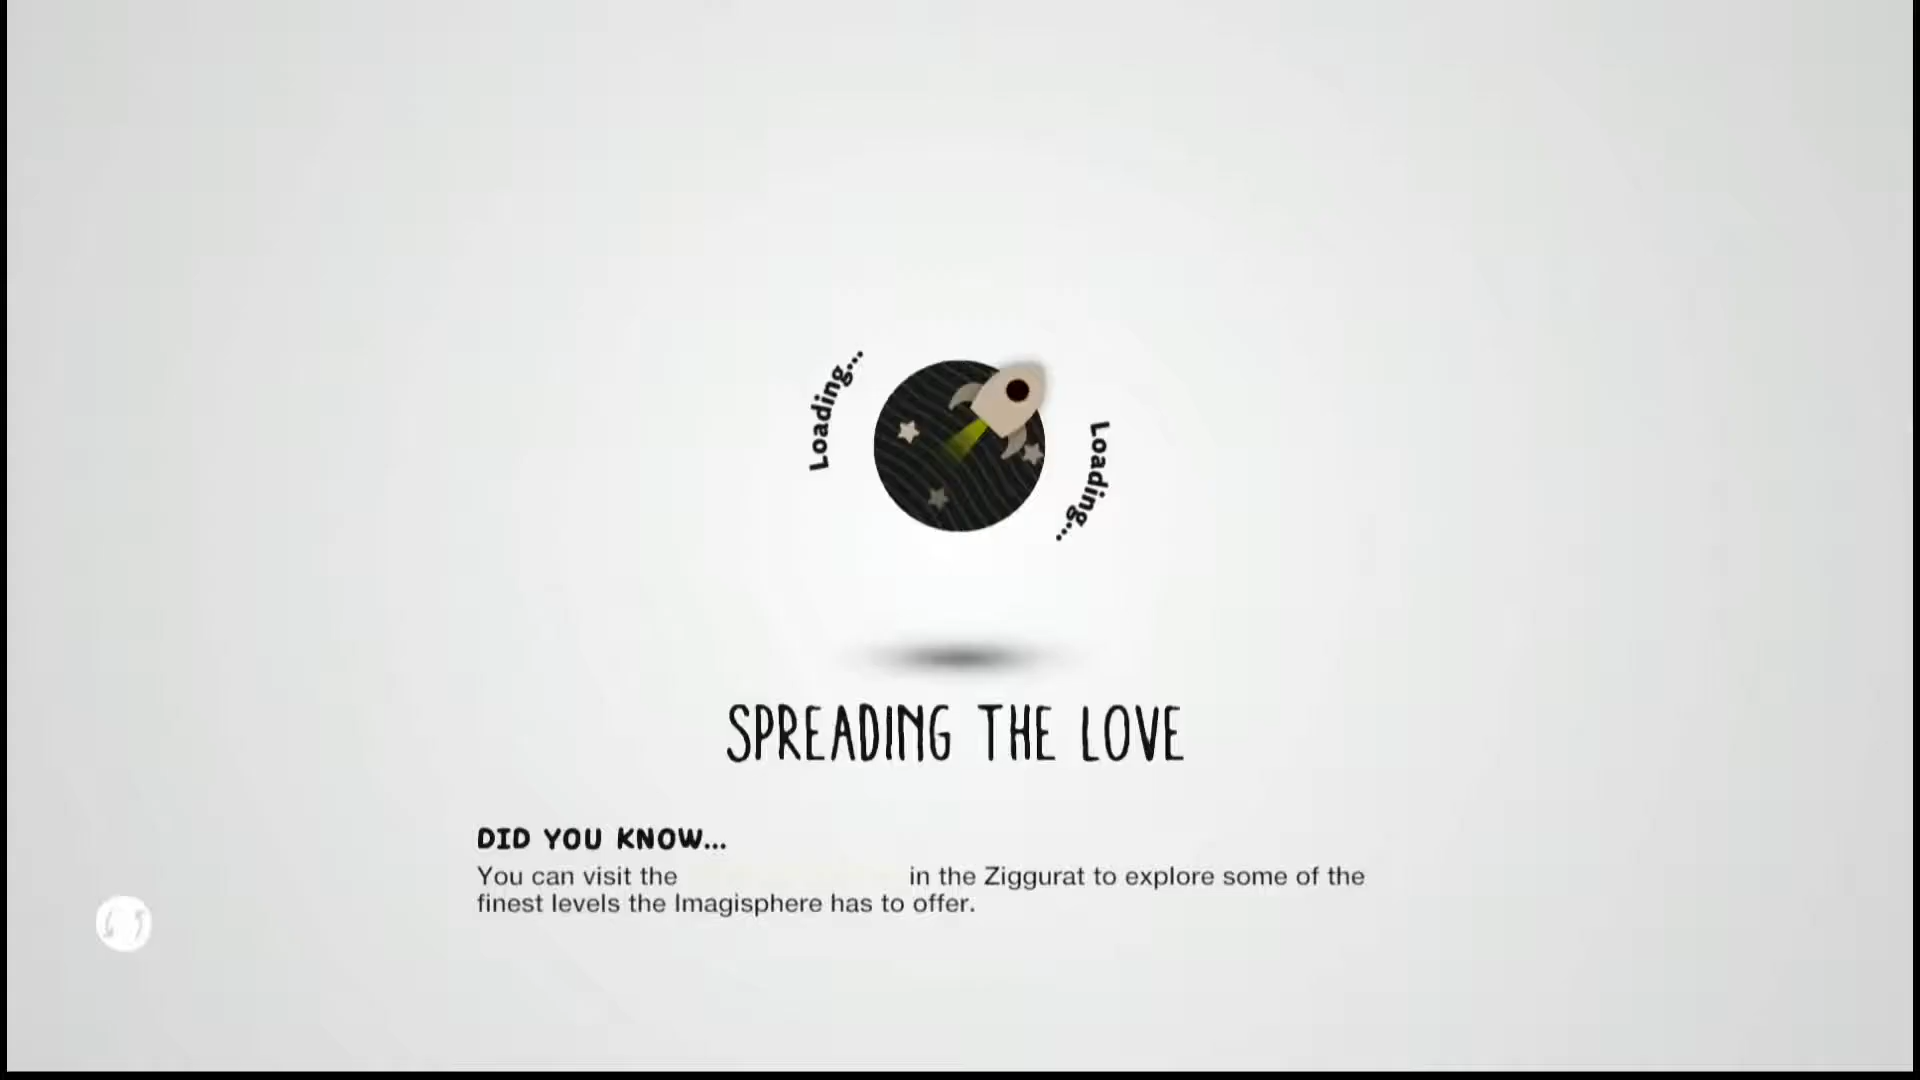 Loading...
Loading...
SPREADING THE LOVE
DID YOU KNOW...
You can visit the in the Ziggurat to explore some of the
finest levels the Imagisphere has to offer.